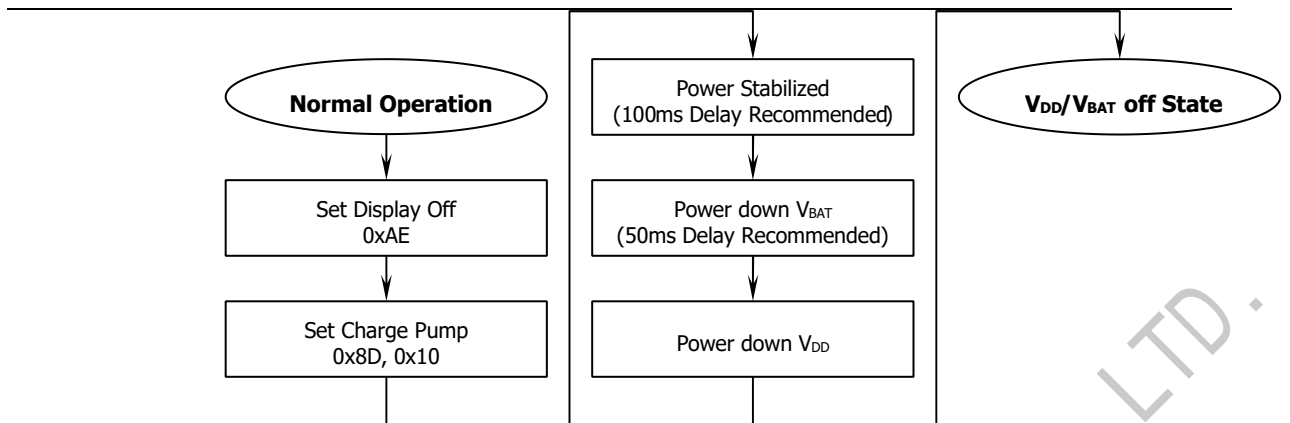 Normal Operation
Set Display Off
0xAE
Set Charge Pump
0x8D, 0x10
Power Stabilized
(100ms Delay Recommended)
Power down VBAT
(50ms Delay Recommended)
Power down VDD
VDD/VBAT off State
LTD.